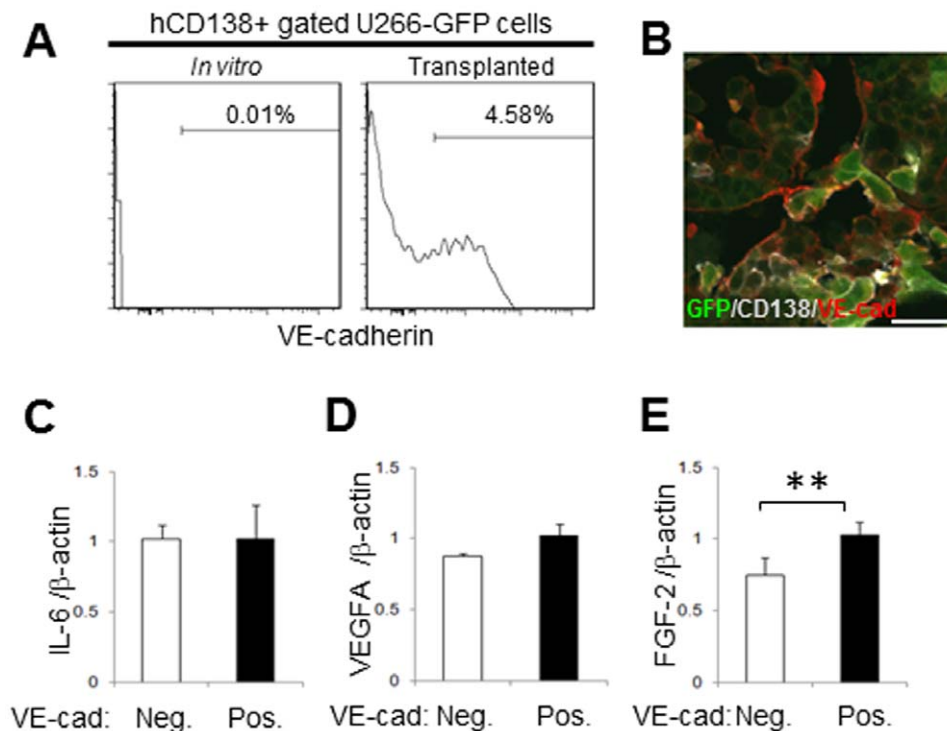 A
hCD138+ gated U266-GFP cells
In vitro
Transplanted
0.01%
4.58%
VE-cadherin
B
GFP/CD138/VE-cad
C
IL-6 /β-actin
1.5
1
0.5
0
VE-cad: Neg. Pos.
D
VEGFA /β-actin
1.5
1
0.5
0
VE-cad: Neg. Pos.
E
FGF-2 /β-actin
1.5
1
0.5
0
**
VE-cad: Neg. Pos.